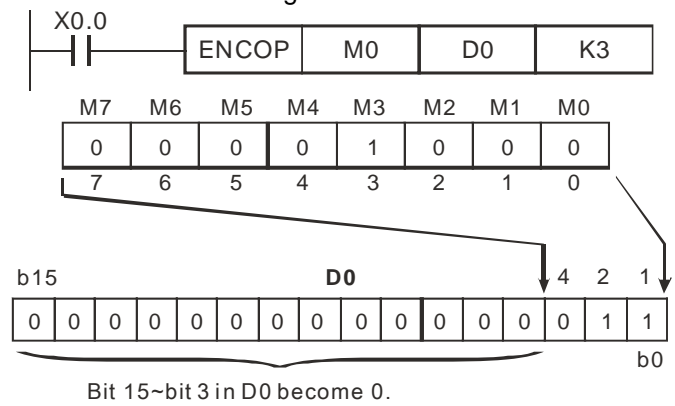 X0.0
ENCOP M0 D0 K3
M7 M6 M5 M4 M3 M2 M1 M0
0 0 0 0 1 0 0 0
7 6 5 4 3 2 1 0
b15 D0 4 2 1
0 0 0 0 0 0 0 0 0 0 0 0 0 0 1 1
b0
Bit 15~bit 3 in D0 become 0.